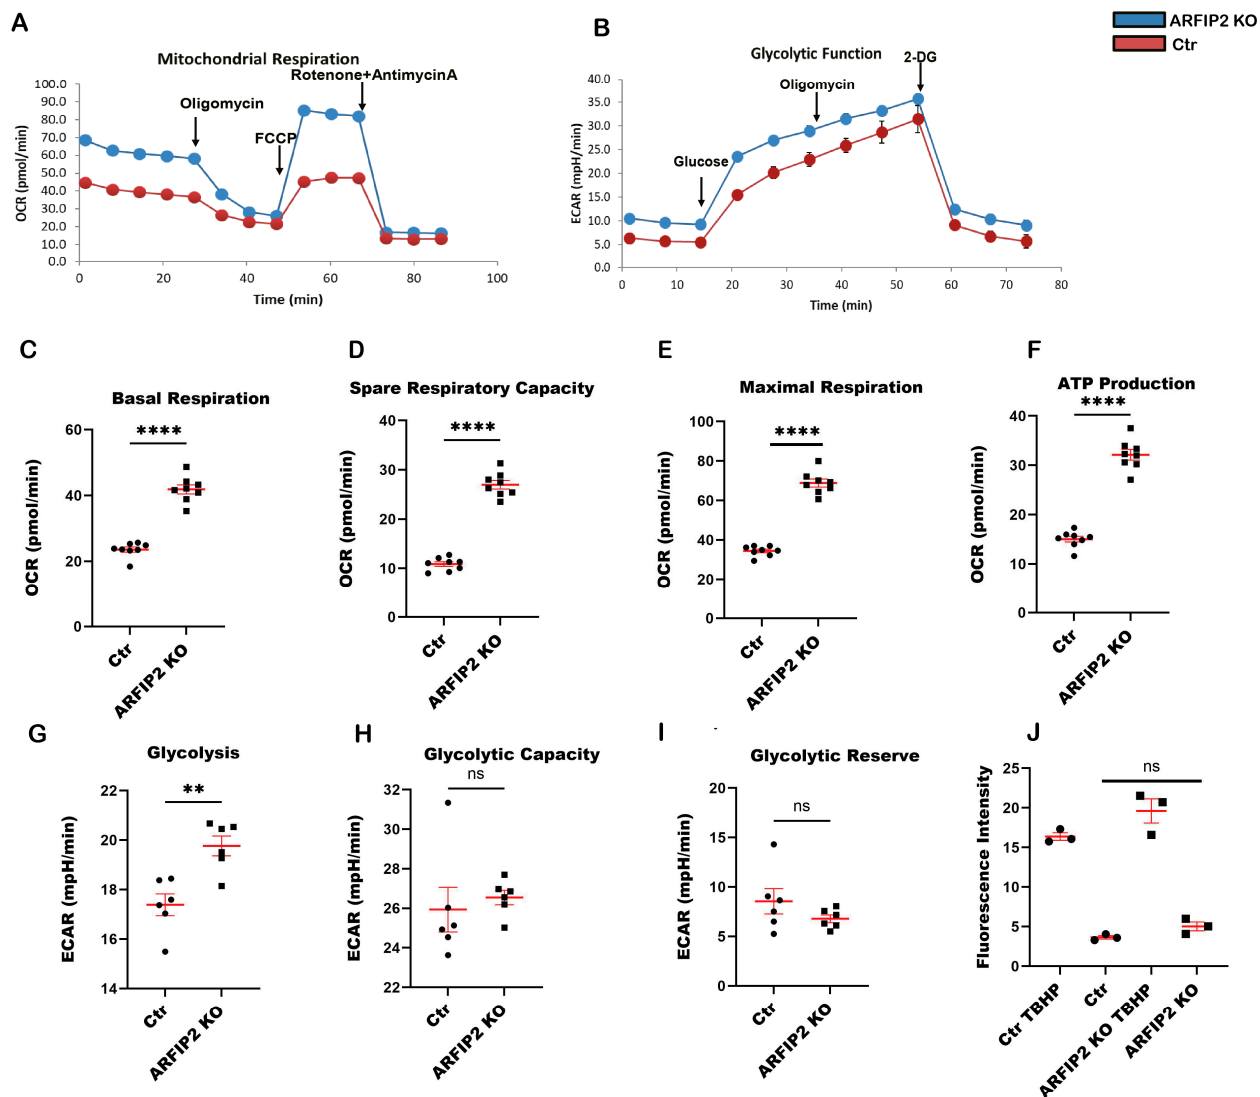 A
B
ARFIP2 KO
Ctr
Mitochondrial Respiration
Rotenone+AntimycinA
Oligomycin
FCCP
OCR (pmol/min)
100.0
90.0
80.0
70.0
60.0
50.0
40.0
30.0
20.0
10.0
0.0
0 20 40 60 80 100
Time (min)
Glycolytic Function
2-DG
Oligomycin
Glucose
ECAR (mpH/min)
40.0
35.0
30.0
25.0
20.0
15.0
10.0
5.0
0.0
0 10 20 30 40 50 60 70 80
Time (min)
C
Basal Respiration
****
OCR (pmol/min)
60
40
20
0
Ctr
ARFIP2 KO
D
Spare Respiratory Capacity
****
OCR (pmol/min)
40
30
20
10
0
Ctr
ARFIP2 KO
E
Maximal Respiration
****
OCR (pmol/min)
100
80
60
40
20
0
Ctr
ARFIP2 KO
F
ATP Production
****
OCR (pmol/min)
40
30
20
10
0
Ctr
ARFIP2 KO
G
Glycolysis
**
ECAR (mpH/min)
22
20
18
16
14
Ctr
ARFIP2 KO
H
Glycolytic Capacity
ns
ECAR (mpH/min)
32
30
28
26
24
22
Ctr
ARFIP2 KO
I
Glycolytic Reserve
ns
ECAR (mpH/min)
20
15
10
5
0
Ctr
ARFIP2 KO
J
ns
Fluorescence Intensity
25
20
15
10
5
0
Ctr TBHP
Ctr
ARFIP2 KO TBHP
ARFIP2 KO